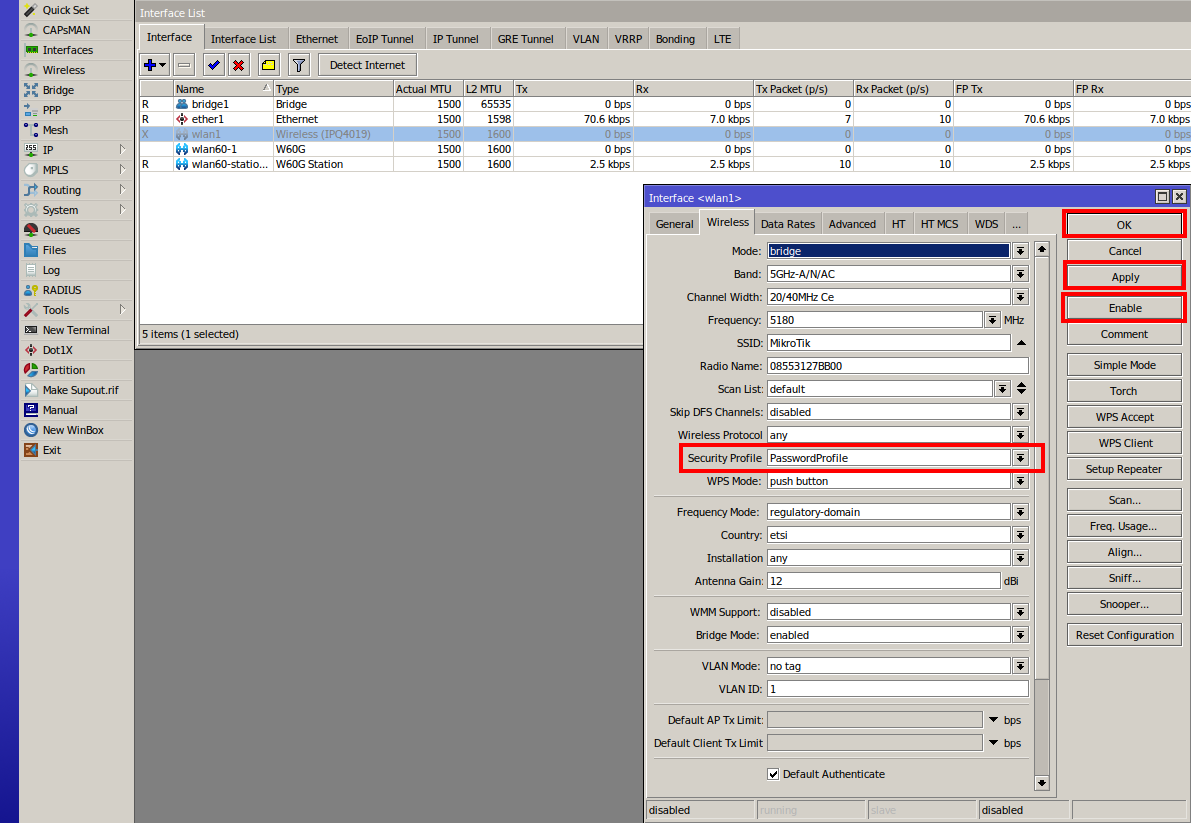 Quick Set
CAPsMAN
Interfaces
Wireless
Bridge
PPP
Mesh
IP
MPLS
Routing
System
Queues
Files
Log
RADIUS
Tools
New Terminal
Dot1X
Partition
Make Supout.rif
Manual
New WinBox
Exit
Interface List
Interface Interface List Ethernet EoIP Tunnel IP Tunnel GRE Tunnel VLAN VRRP Bonding LTE
Detect Internet
Name Type Actual MTU L2 MTU Tx Rx Tx Packet (p/s) Rx Packet (p/s) FP Tx FP Rx
R bridge1 Bridge 1500 65535 0 bps 0 bps 0 0 0 bps 0 bps
R ether1 Ethernet 1500 1598 70.6 kbps 7.0 kbps 7 10 70.6 kbps 7.0 kbps
X wlan1 Wireless (IPQ4019) 1500 1600 0 bps 0 bps 0 0 0 bps 0 bps
wlan60-1 W60G 1500 1600 0 bps 0 bps 0 0 0 bps 0 bps
R wlan60-statio... W60G Station 1500 1600 2.5 kbps 2.5 kbps 10 10 2.5 kbps 2.5 kbps
5 items (1 selected)
Interface <wlan1>
General Wireless Data Rates Advanced HT HT MCS WDS ...
Mode: bridge
Band: 5GHz-A/N/AC
Channel Width: 20/40MHz Ce
Frequency: 5180 MHz
SSID: MikroTik
Radio Name: 08553127BB00
Scan List: default
Skip DFS Channels: disabled
Wireless Protocol any
Security Profile PasswordProfile
WPS Mode: push button
Frequency Mode: regulatory-domain
Country: etsi
Installation any
Antenna Gain: 12 dBi
WMM Support: disabled
Bridge Mode: enabled
VLAN Mode: no tag
VLAN ID: 1
Default AP Tx Limit: bps
Default Client Tx Limit bps
Default Authenticate
OK
Cancel
Apply
Enable
Comment
Simple Mode
Torch
WPS Accept
WPS Client
Setup Repeater
Scan...
Freq. Usage...
Align...
Sniff...
Snooper...
Reset Configuration
disabled running slave disabled